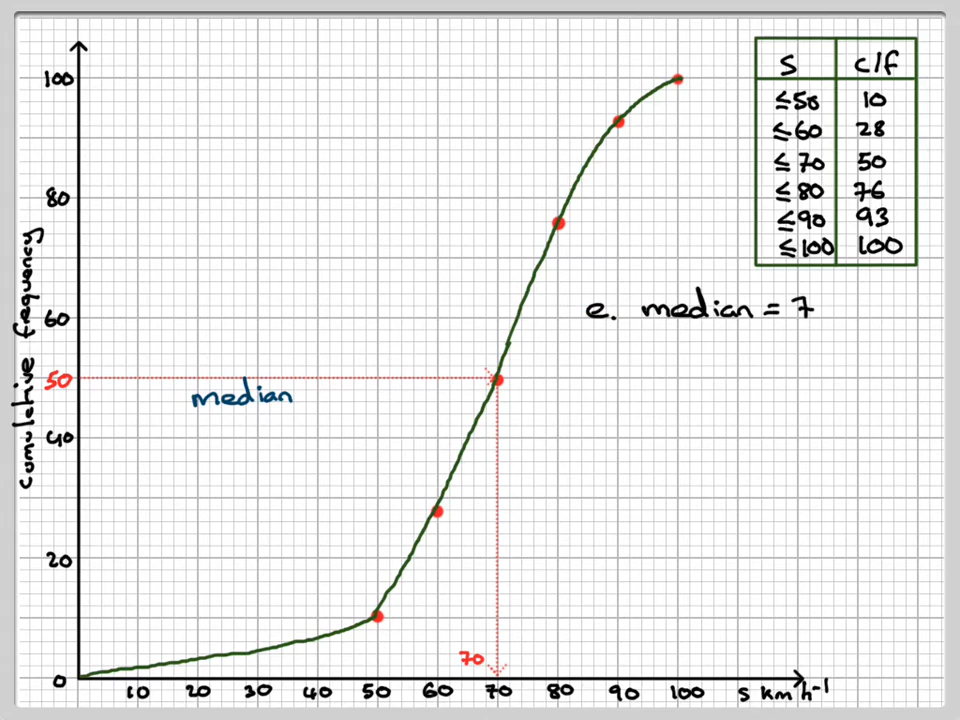 S c/f
≤50 10
≤60 28
≤70 50
≤80 76
≤90 93
≤100 100
e. median = 7
cumulative frequency
100
80
60
50
median
40
20
70
0
10 20 30 40 50 60 70 80 90 100 s km h⁻¹